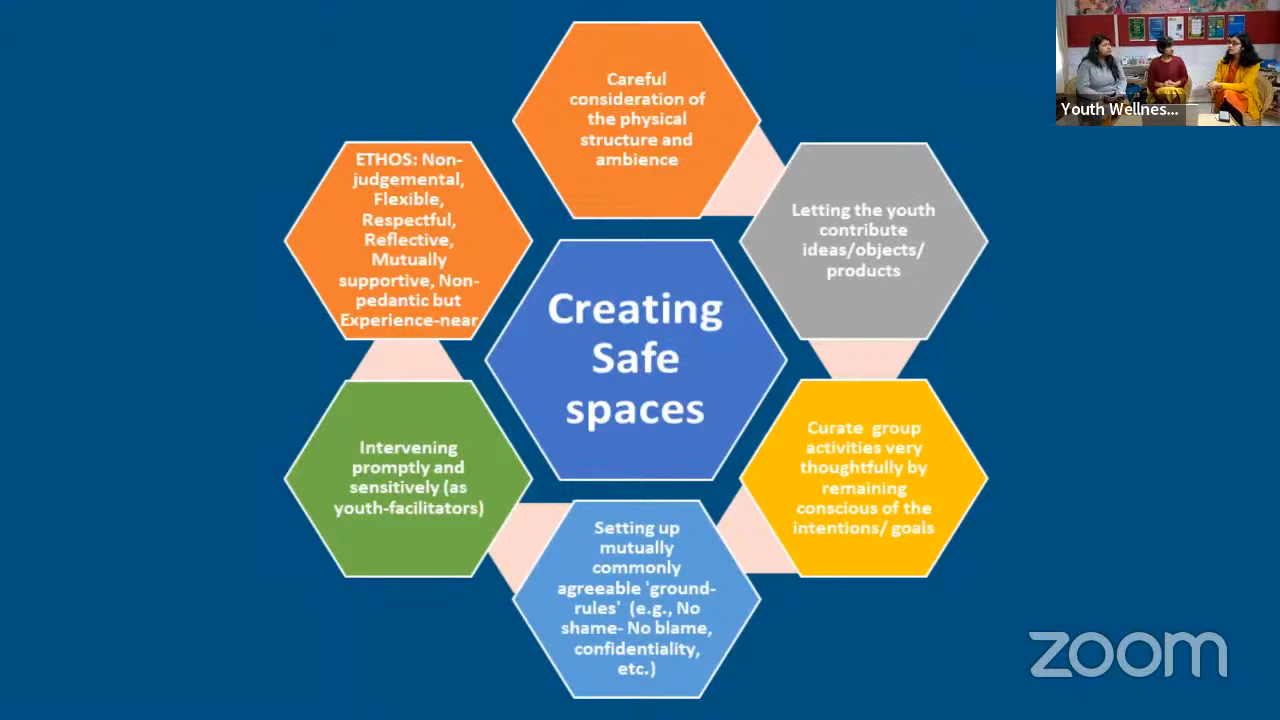 Careful
consideration of
the physical
structure and
ambience
Letting the youth
contribute
ideas/objects/
products
Curate group
activities very
thoughtfully by
remaining
conscious of the
intentions/ goals
Setting up
mutually
commonly
agreeable 'ground-
rules' (e.g., No
shame- No blame,
confidentiality,
etc.)
Intervening
promptly and
sensitively (as
youth-facilitators)
ETHOS: Non-
judgemental,
Flexible,
Respectful,
Reflective,
Mutually
supportive, Non-
pedantic but
Experience-near
Creating
Safe
spaces
Youth Wellnes...
zoom